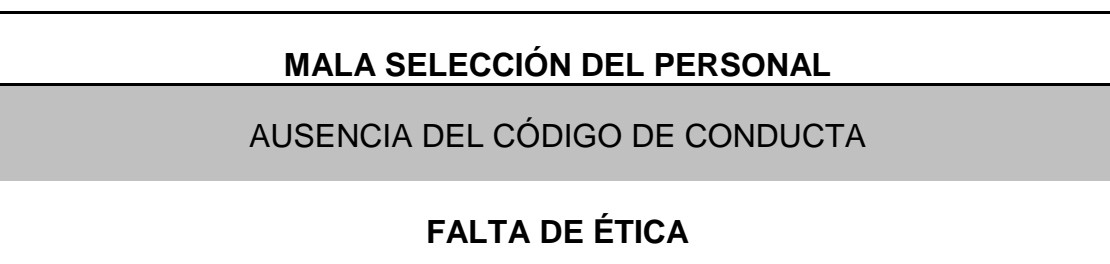 MALA SELECCIÓN DEL PERSONAL
AUSENCIA DEL CÓDIGO DE CONDUCTA
FALTA DE ÉTICA